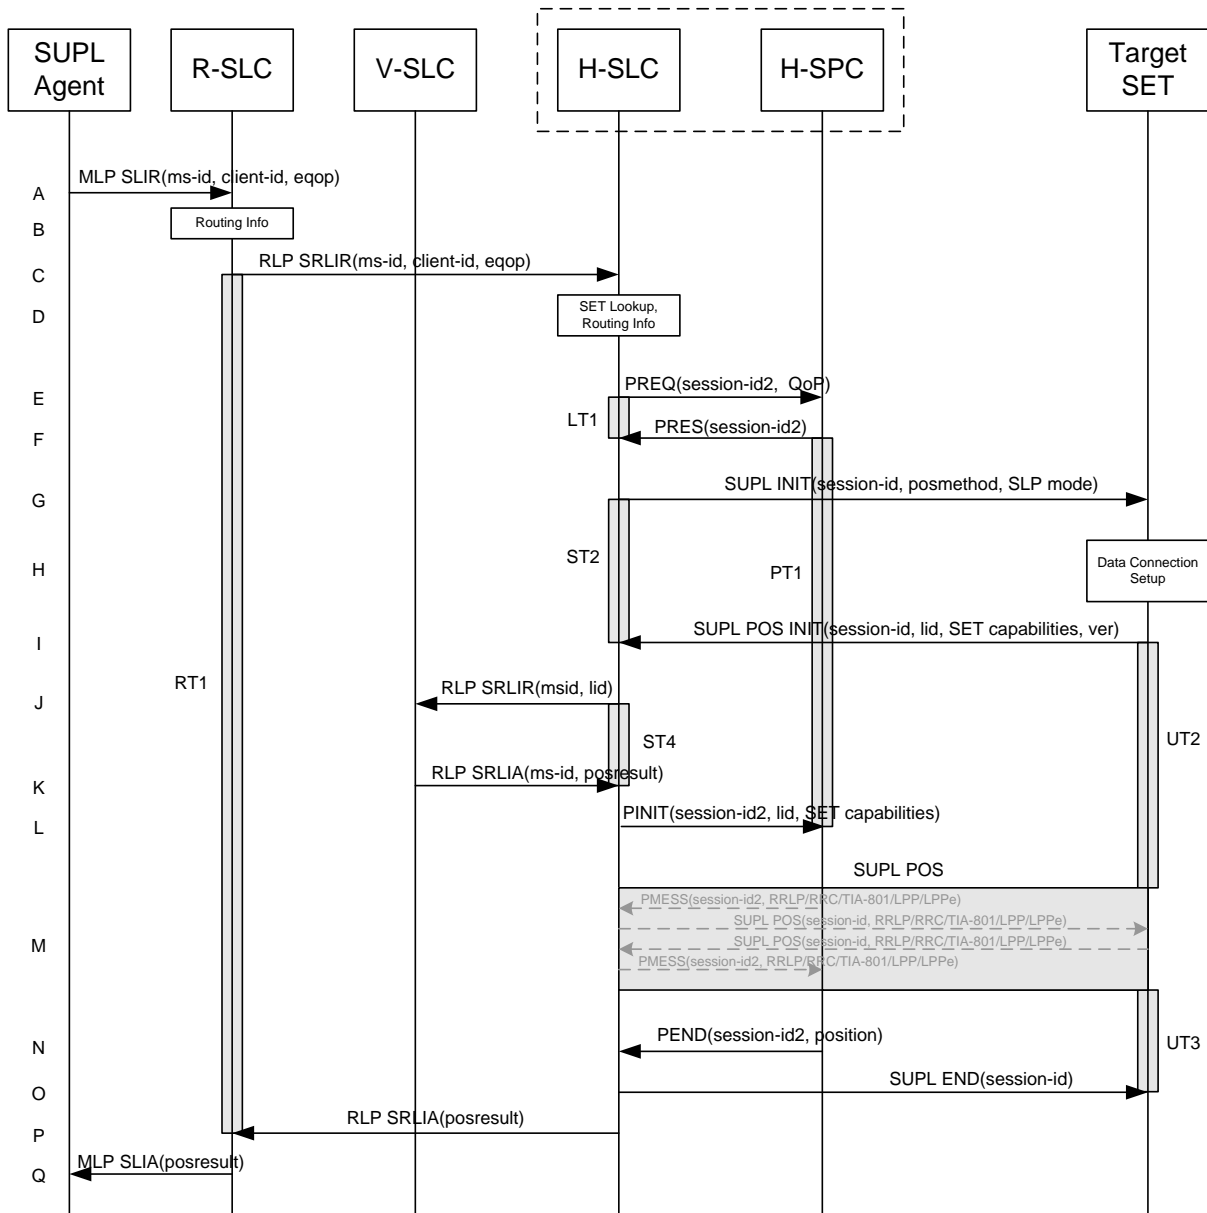 SUPL
Agent
R-SLC
V-SLC
H-SLC
H-SPC
Target
SET
A
MLP SLIR(ms-id, client-id, eqop)
B
Routing Info
C
RLP SRLIR(ms-id, client-id, eqop)
D
SET Lookup,
Routing Info
E
PREQ(session-id2, QoP)
LT1
F
PRES(session-id2)
G
SUPL INIT(session-id, posmethod, SLP mode)
ST2
H
PT1
Data Connection
Setup
I
SUPL POS INIT(session-id, lid, SET capabilities, ver)
RT1
J
RLP SRLIR(msid, lid)
ST4
UT2
K
RLP SRLIA(ms-id, posresult)
L
PINIT(session-id2, lid, SET capabilities)
SUPL POS
PMESS(session-id2, RRLP/RRC/TIA-801/LPP/LPPe)
SUPL POS(session-id, RRLP/RRC/TIA-801/LPP/LPPe)
M
SUPL POS(session-id, RRLP/RRC/TIA-801/LPP/LPPe)
PMESS(session-id2, RRLP/RRC/TIA-801/LPP/LPPe)
N
PEND(session-id2, position)
UT3
O
SUPL END(session-id)
P
RLP SRLIA(posresult)
Q
MLP SLIA(posresult)